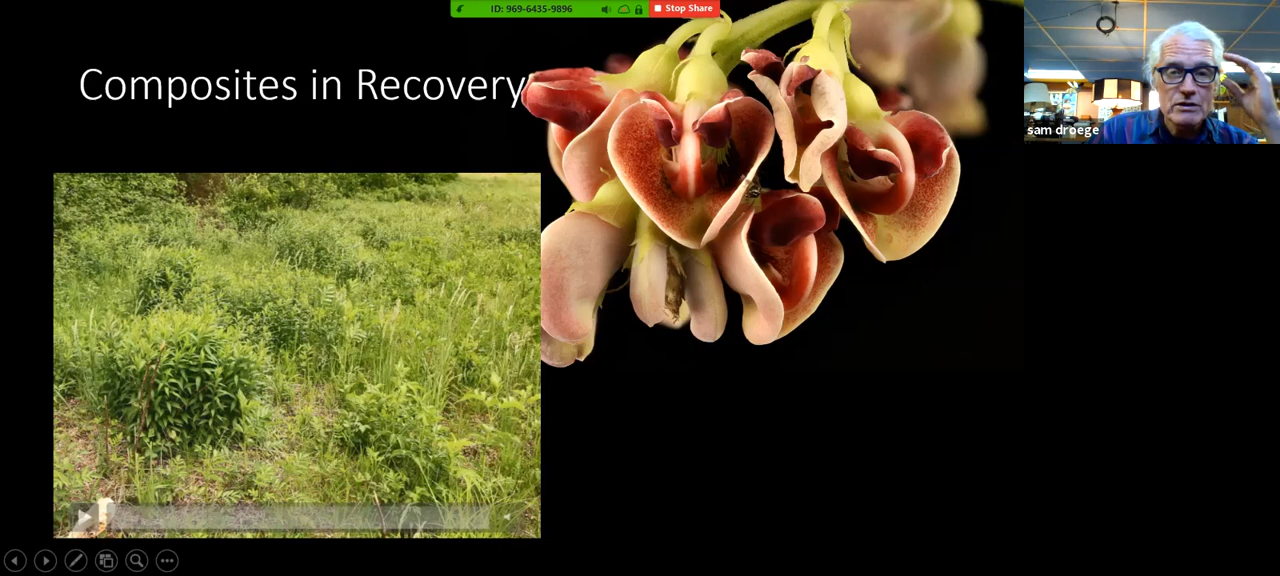 ID: 969-6435-9896
Stop Share
Composites in Recovery
sam droege